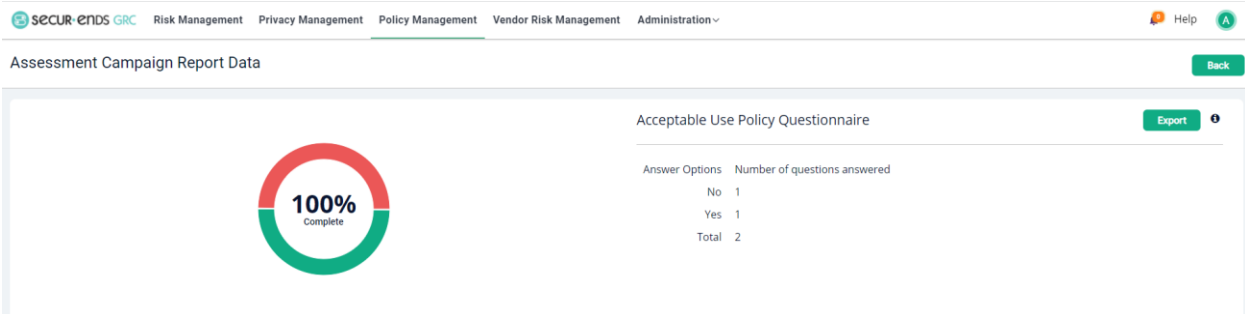 SECUR·ENDS GRC Risk Management Privacy Management Policy Management Vendor Risk Management Administration Help A
Assessment Campaign Report Data Back
Acceptable Use Policy Questionnaire Export
100%
Complete
Answer Options Number of questions answered
No 1
Yes 1
Total 2